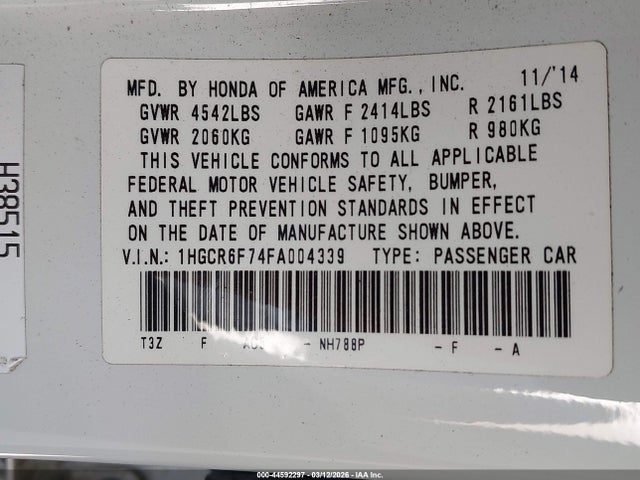 MFD. BY HONDA OF AMERICA MFG., INC. 11/'14
GVWR 4542LBS GAWR F 2414LBS R 2161LBS
GVWR 2060KG GAWR F 1095KG R 980KG
THIS VEHICLE CONFORMS TO ALL APPLICABLE
FEDERAL MOTOR VEHICLE SAFETY, BUMPER,
AND THEFT PREVENTION STANDARDS IN EFFECT
ON THE DATE OF MANUFACTURE SHOWN ABOVE.
V.I.N.: 1HGCR6F74FA004339 TYPE: PASSENGER CAR
T3Z F - NH788P - F - A
H38515
000-44592297 - 03/12/2026 - IAA Inc.